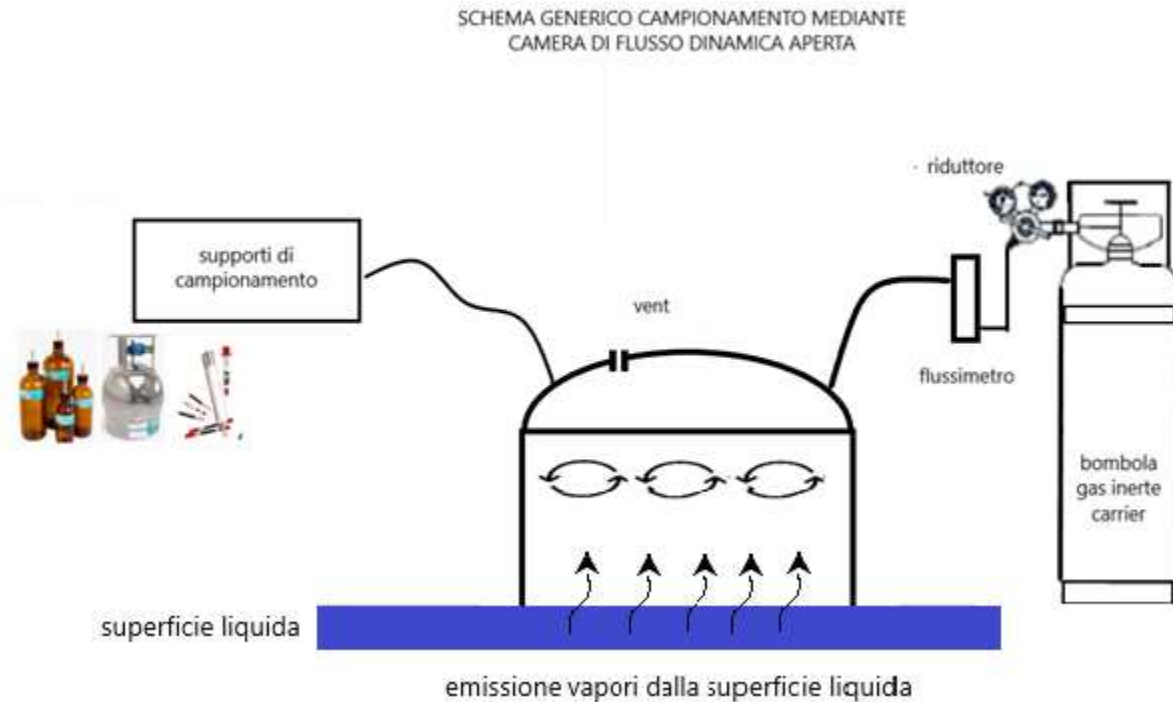 SCHEMA GENERICO CAMPIONAMENTO MEDIANTE
CAMERA DI FLUSSO DINAMICA APERTA
riduttore
supporti di
campionamento
vent
flussimetro
bombola
gas inerte
carrier
superficie liquida
emissione vapori dalla superficie liquida